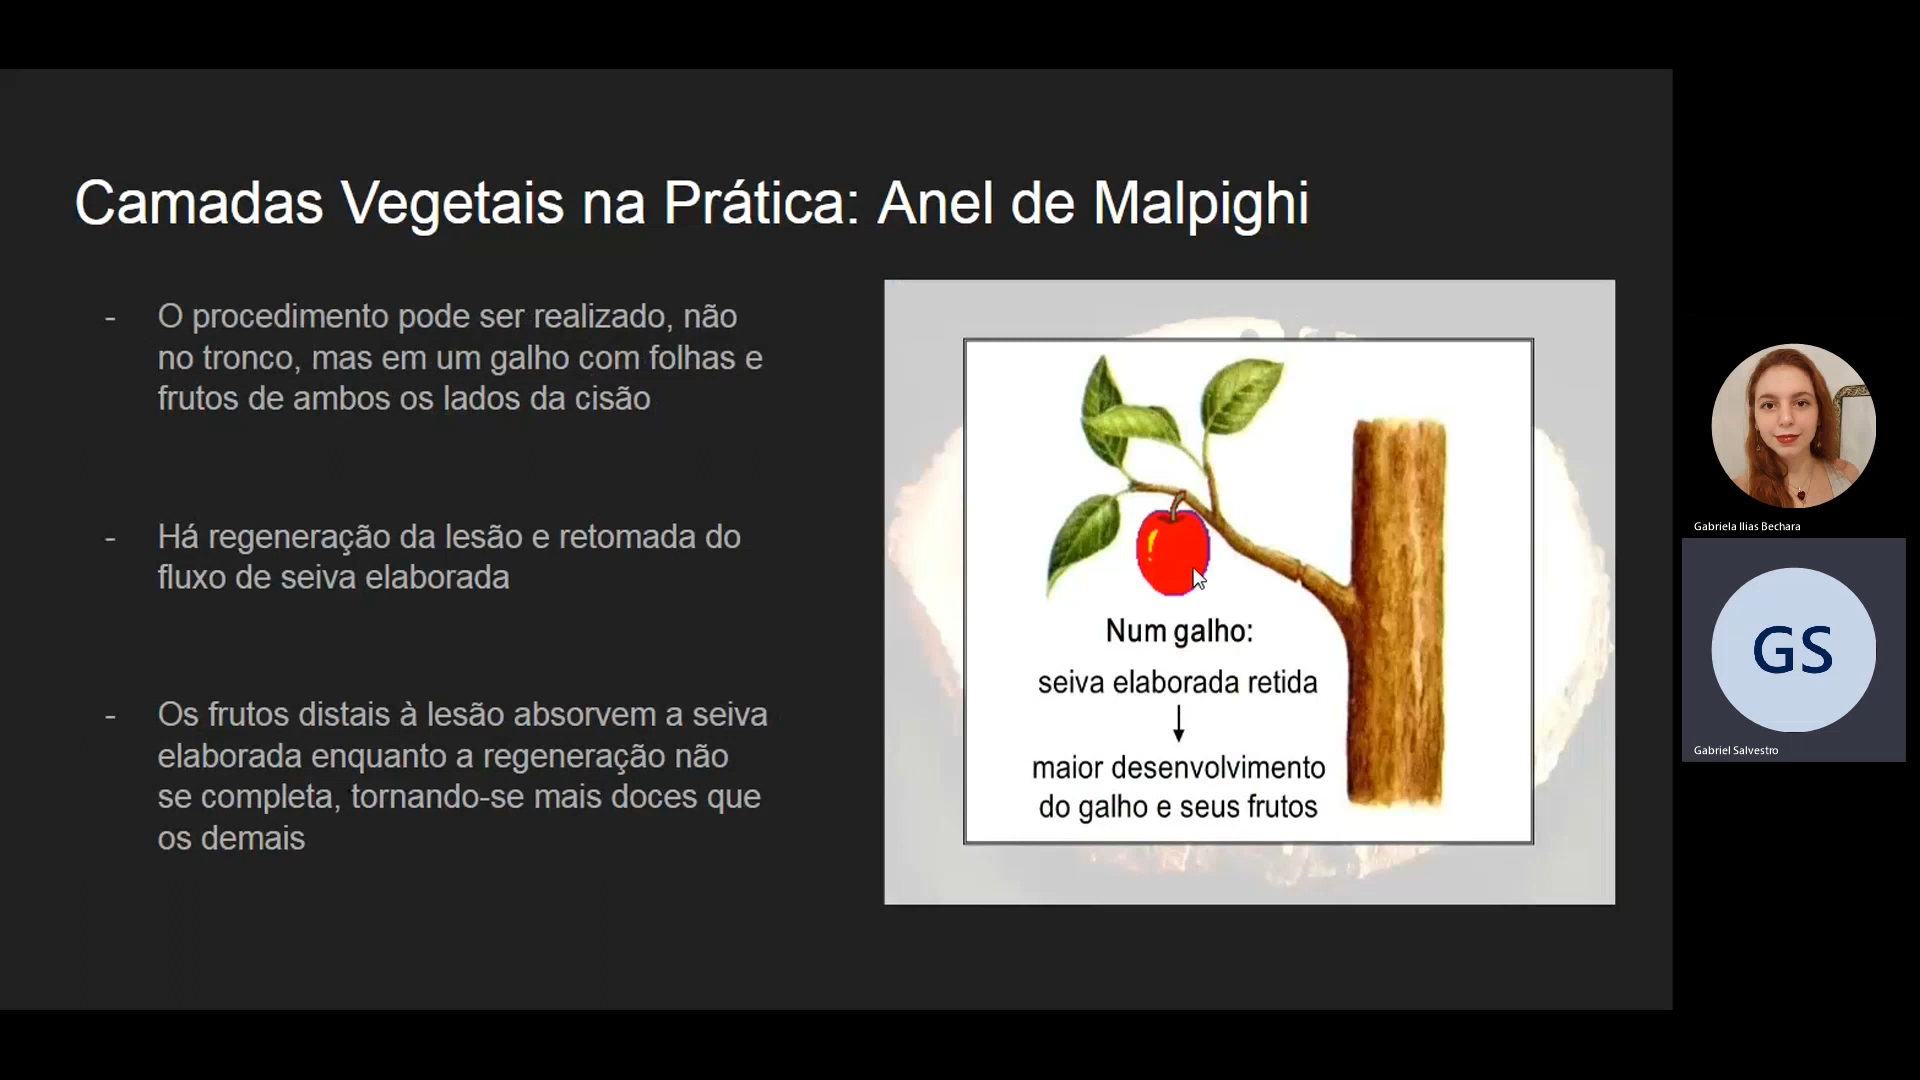 Camadas Vegetais na Prática: Anel de Malpighi
- O procedimento pode ser realizado, não
no tronco, mas em um galho com folhas e
frutos de ambos os lados da cisão
- Há regeneração da lesão e retomada do
fluxo de seiva elaborada
- Os frutos distais à lesão absorvem a seiva
elaborada enquanto a regeneração não
se completa, tornando-se mais doces que
os demais
Num galho:
seiva elaborada retida
maior desenvolvimento
do galho e seus frutos
Gabriela Ilias Bechara
GS
Gabriel Salvestro